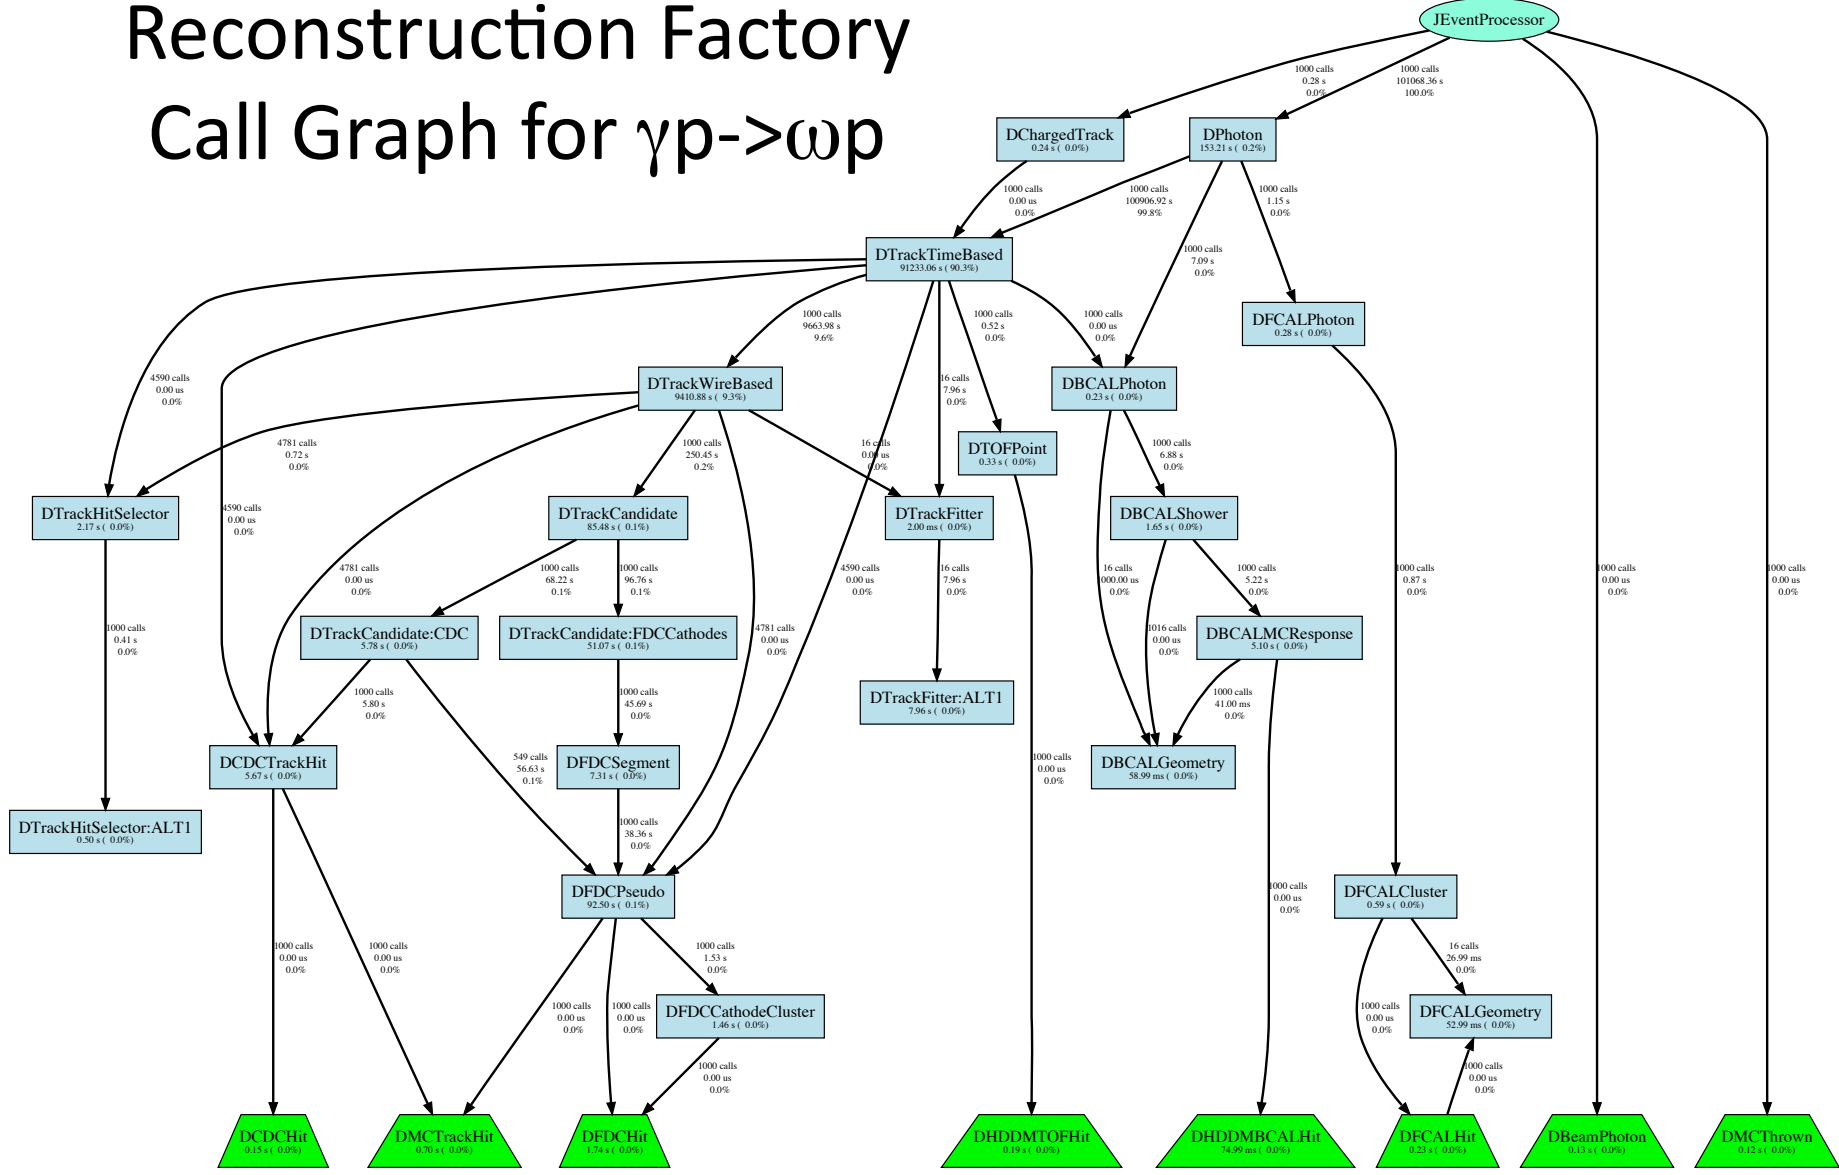 Reconstruction Factory
Call Graph for γp->ωp
JEventProcessor
1000 calls
0.28 s
0.0%
1000 calls
101068.36 s
100.0%
DChargedTrack
0.24 s ( 0.0%)
DPhoton
153.21 s ( 0.2%)
1000 calls
0.00 us
0.0%
1000 calls
100906.92 s
99.8%
1000 calls
1.15 s
0.0%
1000 calls
7.09 s
0.0%
DTrackTimeBased
91233.06 s ( 90.3%)
DFCALPhoton
0.28 s ( 0.0%)
1000 calls
9663.98 s
9.6%
1000 calls
0.52 s
0.0%
1000 calls
0.00 us
0.0%
4590 calls
0.00 us
0.0%
DTrackWireBased
9410.88 s ( 9.3%)
16 calls
7.96 s
0.0%
DBCALPhoton
0.23 s ( 0.0%)
4781 calls
0.72 s
0.0%
1000 calls
250.45 s
0.2%
16 calls
0.00 us
0.0%
DTOFPoint
0.33 s ( 0.0%)
1000 calls
6.88 s
0.0%
DTrackHitSelector
2.17 s ( 0.0%)
4590 calls
0.00 us
0.0%
DTrackCandidate
85.48 s ( 0.1%)
DTrackFitter
2.00 ms ( 0.0%)
DBCALShower
1.65 s ( 0.0%)
4781 calls
0.00 us
0.0%
1000 calls
68.22 s
0.1%
1000 calls
96.76 s
0.1%
4590 calls
0.00 us
0.0%
16 calls
7.96 s
0.0%
16 calls
000.00 us
0.0%
1000 calls
5.22 s
0.0%
1000 calls
0.87 s
0.0%
1000 calls
0.00 us
0.0%
1000 calls
0.00 us
0.0%
1000 calls
0.41 s
0.0%
DTrackCandidate:CDC
5.78 s ( 0.0%)
DTrackCandidate:FDCCathodes
51.07 s ( 0.1%)
4781 calls
0.00 us
0.0%
1016 calls
0.00 us
0.0%
DBCALMCResponse
5.10 s ( 0.0%)
1000 calls
5.80 s
0.0%
1000 calls
45.69 s
0.0%
DTrackFitter:ALT1
7.96 s ( 0.0%)
1000 calls
41.00 ms
0.0%
DCDCTrackHit
5.67 s ( 0.0%)
549 calls
56.63 s
0.1%
DFDCSegment
7.31 s ( 0.0%)
1000 calls
0.00 us
0.0%
DBCALGeometry
58.99 ms ( 0.0%)
DTrackHitSelector:ALT1
0.50 s ( 0.0%)
1000 calls
38.36 s
0.0%
DFDCPseudo
92.50 s ( 0.1%)
1000 calls
0.00 us
0.0%
DFCALCluster
0.59 s ( 0.0%)
1000 calls
0.00 us
0.0%
1000 calls
0.00 us
0.0%
1000 calls
1.53 s
0.0%
16 calls
26.99 ms
0.0%
1000 calls
0.00 us
0.0%
1000 calls
0.00 us
0.0%
DFDCCathodeCluster
1.46 s ( 0.0%)
1000 calls
0.00 us
0.0%
DFCALGeometry
52.99 ms ( 0.0%)
1000 calls
0.00 us
0.0%
1000 calls
0.00 us
0.0%
DCDCHit
0.15 s ( 0.0%)
DMCTrackHit
0.70 s ( 0.0%)
DFDCHit
1.74 s ( 0.0%)
DHDDMTOFHit
0.19 s ( 0.0%)
DHDDMBCALHit
74.99 ms ( 0.0%)
DFCALHit
0.23 s ( 0.0%)
DBeamPhoton
0.13 s ( 0.0%)
DMCThrown
0.12 s ( 0.0%)